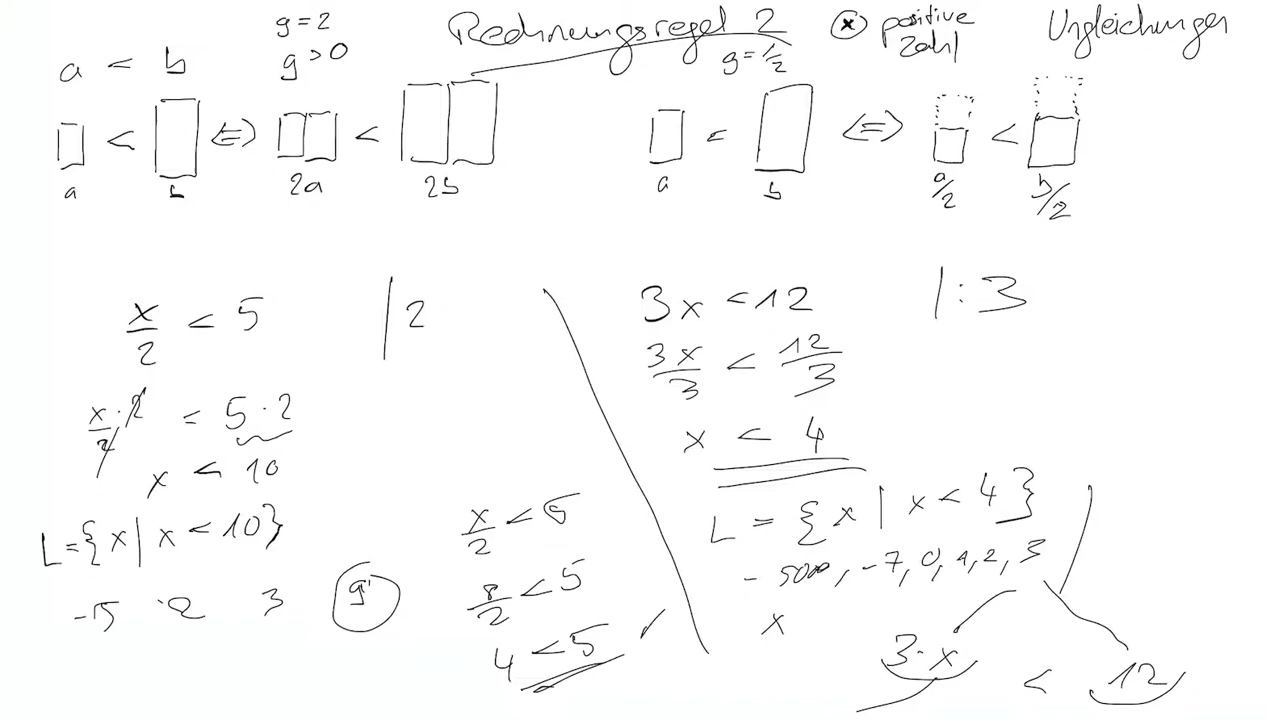 Rechnungsregel 2
Ungleichungen
g = 2
g > 0
g = 1/2
ⓧ positive
Zahl
a < b
< ⇔ <
a b 2a 2b
< ⇔ <
a b a/2 b/2
x/2 < 5 | 2
x/2 · 2 < 5 · 2
x < 10
L = {x | x < 10}
-15 -2 3
x/2 < 5
8/2 < 5
4 < 5 ✓
3x < 12 | : 3
3x/3 < 12/3
x < 4
L = {x | x < 4}
- 5000, -7, 0, 1, 2, 3
x
3·x < 12